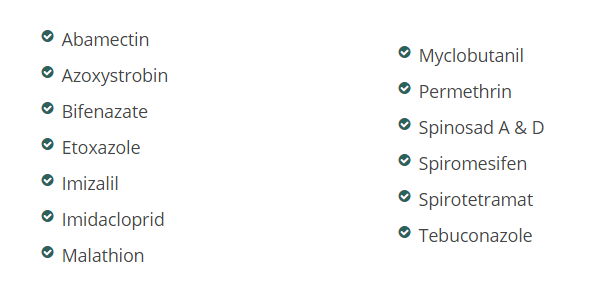 Abamectin
Azoxystrobin
Bifenazate
Etoxazole
Imizalil
Imidacloprid
Malathion
Myclobutanil
Permethrin
Spinosad A & D
Spiromesifen
Spirotetramat
Tebuconazole